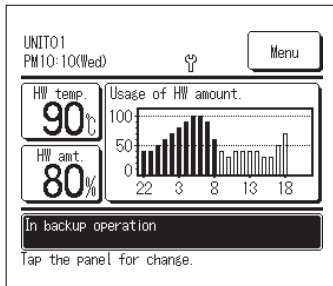 UNIT01
PM10:10(Wed)
Menu
HW temp.
90℃
HW amt.
80%
Usage of HW amount.
100
50
0
22 3 8 13 18
In backup operation
Tap the panel for change.